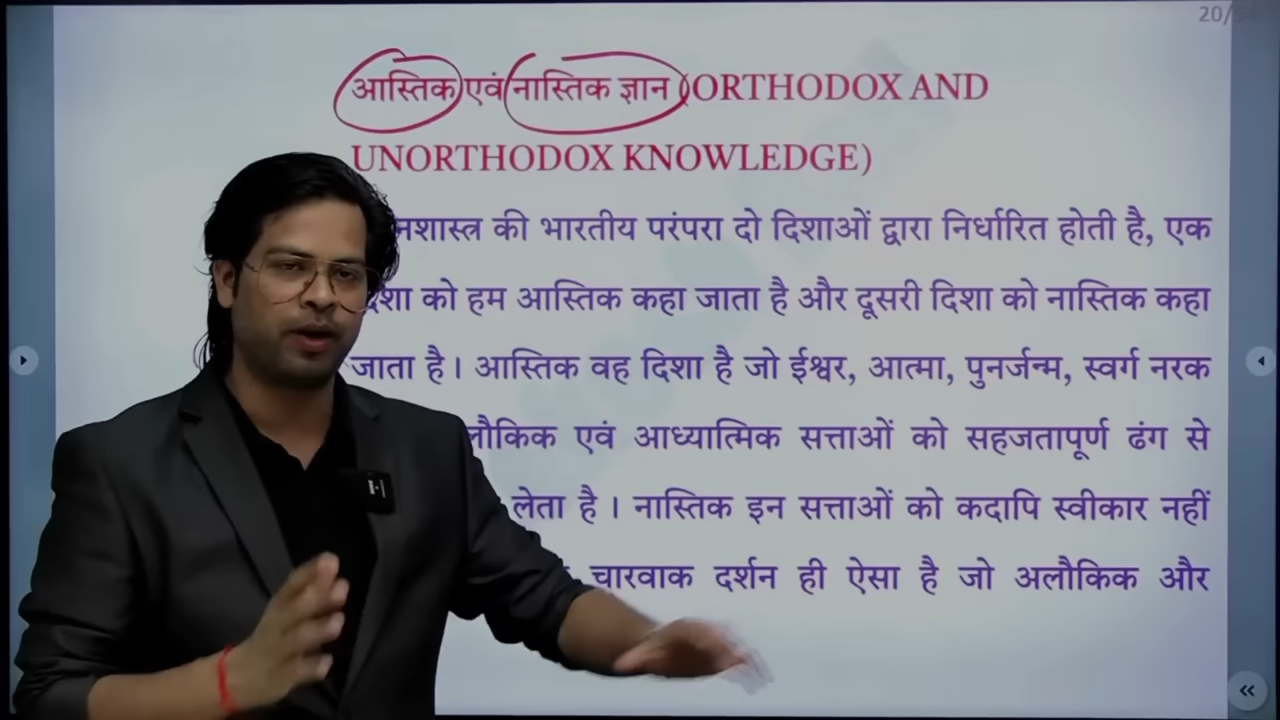 20/
आस्तिक एवं नास्तिक ज्ञान (ORTHODOX AND
UNORTHODOX KNOWLEDGE)
की भारतीय परंपरा दो दिशाओं द्वारा निर्धारित होती है, एक
को हम आस्तिक कहा जाता है और दूसरी दिशा को नास्तिक कहा
जाता है। आस्तिक वह दिशा है जो ईश्वर, आत्मा, पुनर्जन्म, स्वर्ग नरक
एवं आध्यात्मिक सत्ताओं को सहजतापूर्ण ढंग से
लेता है। नास्तिक इन सत्ताओं को कदापि स्वीकार नहीं
चारवाक दर्शन ही ऐसा है जो अलौकिक और